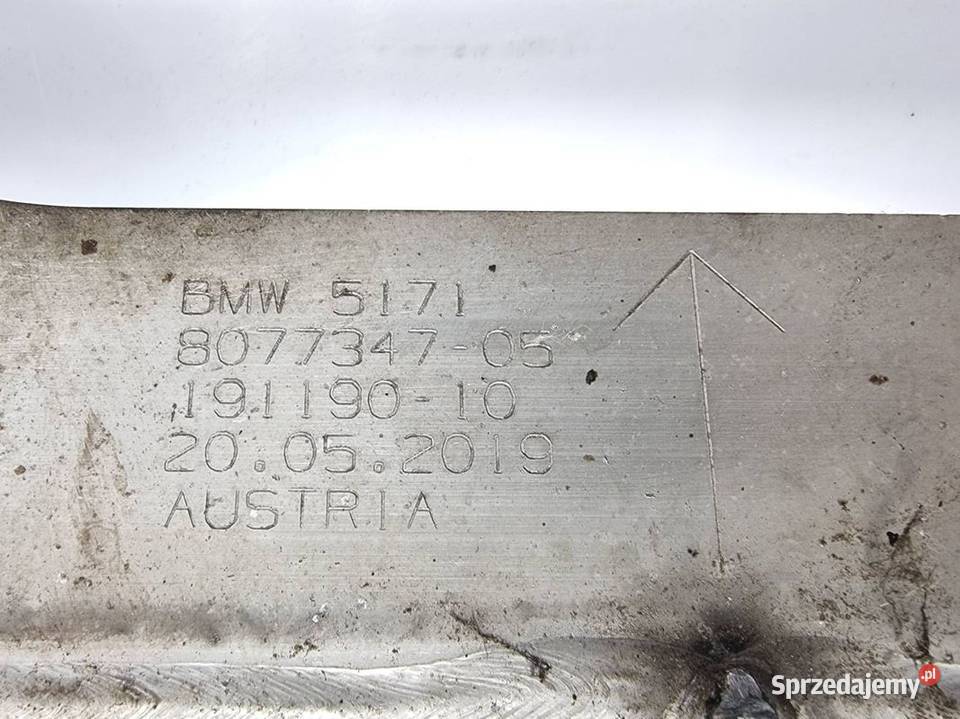 BMW 5171
8077347-05
191190-10
20.05.2019
AUSTRIA
Sprzedajemy.pl